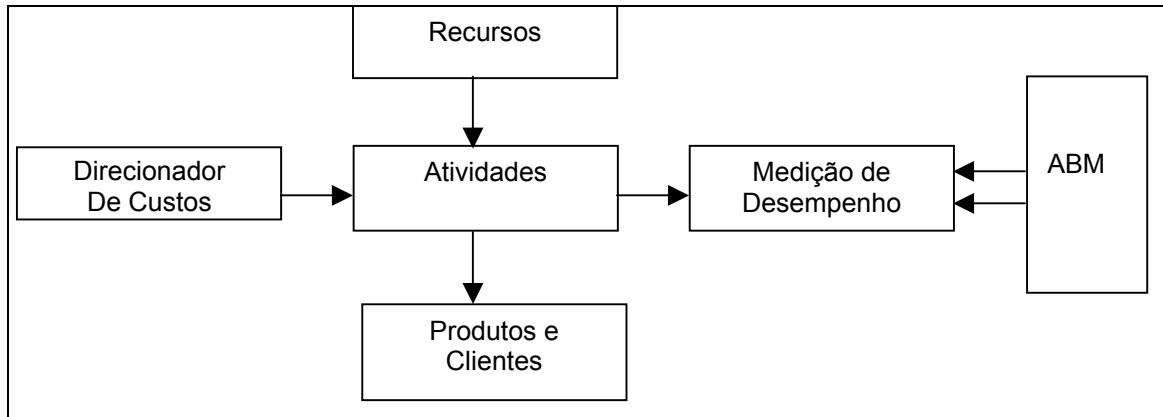 Recursos
Direcionador
De Custos
Atividades
Medição de
Desempenho
ABM
Produtos e
Clientes